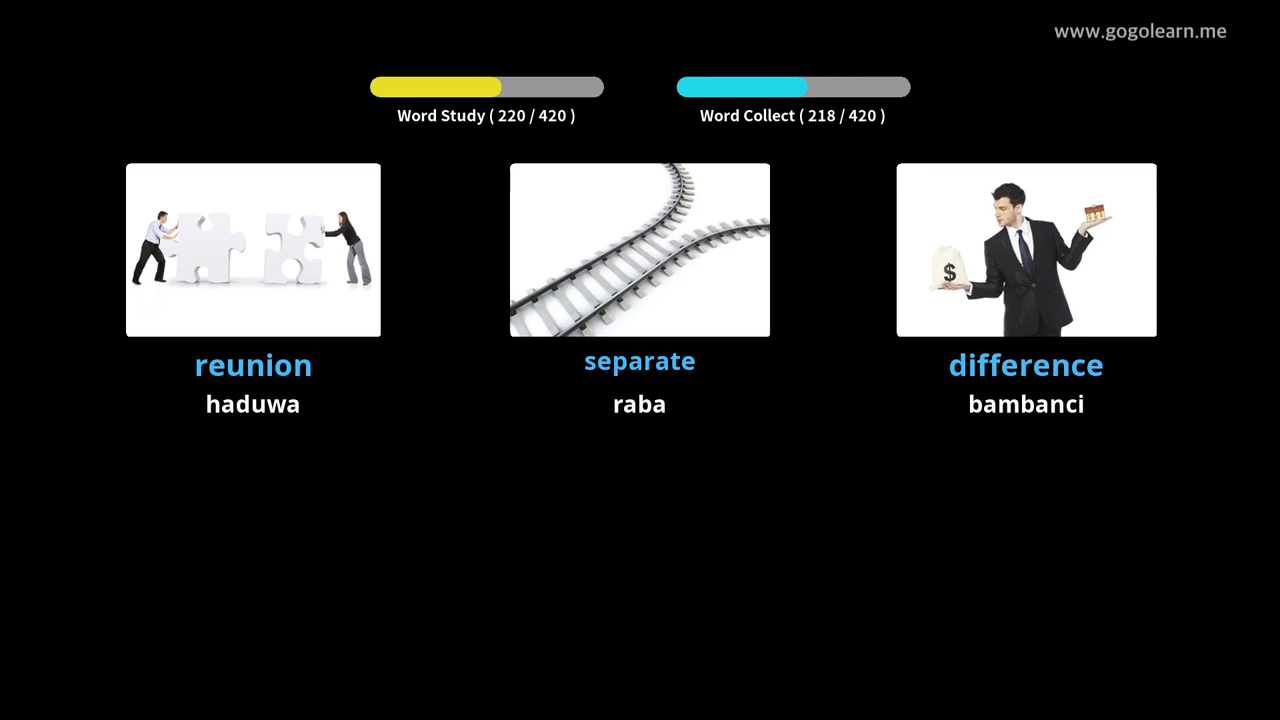 www.gogolearn.me
Word Study ( 220 / 420 )
Word Collect ( 218 / 420 )
$
reunion
separate
difference
haduwa
raba
bambanci